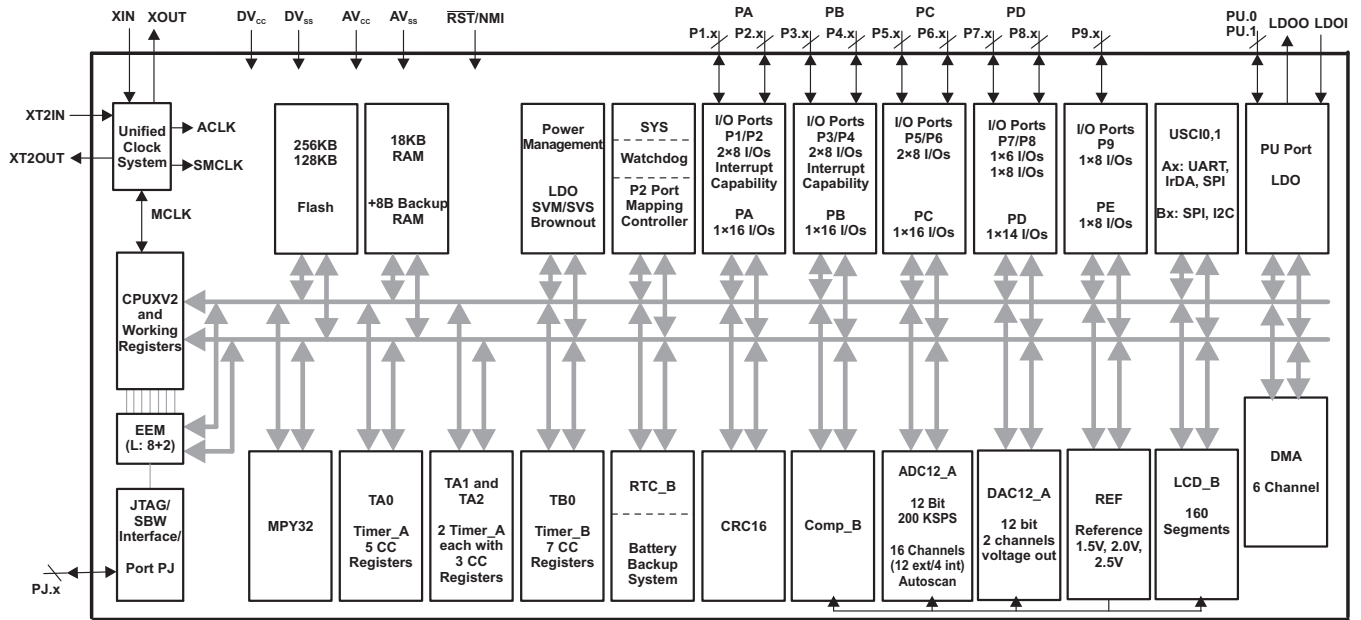 XIN XOUT DVCC DVSS AVCC AVSS RST/NMI PA PB PC PD PU.0 LDOO LDOI
P1.x P2.x P3.x P4.x P5.x P6.x P7.x P8.x P9.x PU.1
XT2IN
XT2OUT
Unified
Clock
System
ACLK
SMCLK
MCLK
256KB
128KB
Flash
18KB
RAM
+8B Backup
RAM
Power
Management
LDO
SVM/SVS
Brownout
SYS
Watchdog
P2 Port
Mapping
Controller
I/O Ports
P1/P2
2×8 I/Os
Interrupt
Capability
PA
1×16 I/Os
I/O Ports
P3/P4
2×8 I/Os
Interrupt
Capability
PB
1×16 I/Os
I/O Ports
P5/P6
2×8 I/Os
PC
1×16 I/Os
I/O Ports
P7/P8
1×6 I/Os
1×8 I/Os
PD
1×14 I/Os
I/O Ports
P9
1×8 I/Os
PE
1×8 I/Os
USCI0,1
Ax: UART,
IrDA, SPI
Bx: SPI, I2C
PU Port
LDO
CPUXV2
and
Working
Registers
EEM
(L: 8+2)
JTAG/
SBW
Interface/
Port PJ
PJ.x
MPY32
TA0
Timer_A
5 CC
Registers
TA1 and
TA2
2 Timer_A
each with
3 CC
Registers
TB0
Timer_B
7 CC
Registers
RTC_B
Battery
Backup
System
CRC16
Comp_B
ADC12_A
12 Bit
200 KSPS
16 Channels
(12 ext/4 int)
Autoscan
DAC12_A
12 bit
2 channels
voltage out
REF
Reference
1.5V, 2.0V,
2.5V
LCD_B
160
Segments
DMA
6 Channel